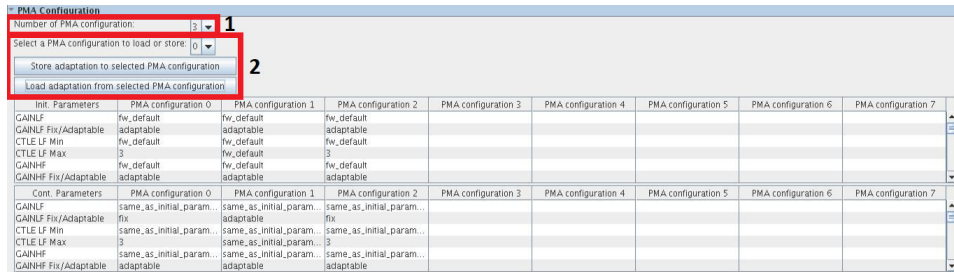 PMA Configuration
Number of PMA configuration: 3 1
Select a PMA configuration to load or store: 0
Store adaptation to selected PMA configuration 2
Load adaptation from selected PMA configuration
Init. Parameters PMA configuration 0 PMA configuration 1 PMA configuration 2 PMA configuration 3 PMA configuration 4 PMA configuration 5 PMA configuration 6 PMA configuration 7
GAINLF fw_default fw_default fw_default
GAINLF Fix/Adaptable adaptable adaptable adaptable
CTLE LF Min fw_default fw_default fw_default
CTLE LF Max 3 fw_default 3
GAINHF fw_default fw_default fw_default
GAINHF Fix/Adaptable adaptable adaptable adaptable
Cont. Parameters PMA configuration 0 PMA configuration 1 PMA configuration 2 PMA configuration 3 PMA configuration 4 PMA configuration 5 PMA configuration 6 PMA configuration 7
GAINLF same_as_initial_param... same_as_initial_param... same_as_initial_param...
GAINLF Fix/Adaptable fix adaptable fix
CTLE LF Min same_as_initial_param... same_as_initial_param... same_as_initial_param...
CTLE LF Max 3 same_as_initial_param... 3
GAINHF same_as_initial_param... same_as_initial_param... same_as_initial_param...
GAINHF Fix/Adaptable adaptable adaptable adaptable